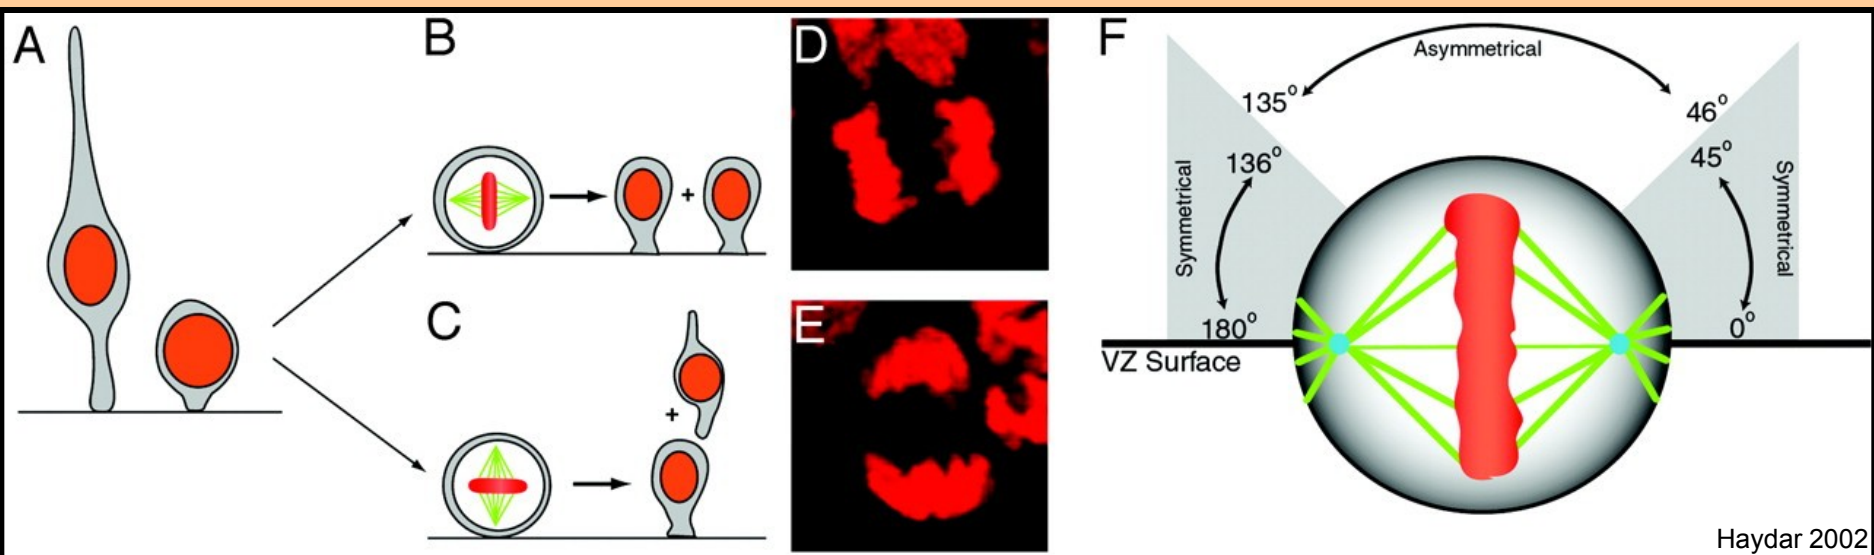 A
B
C
+
+
D
E
F
Asymmetrical
135°
46°
136°
45°
Symmetrical
Symmetrical
180°
0°
VZ Surface
Haydar 2002